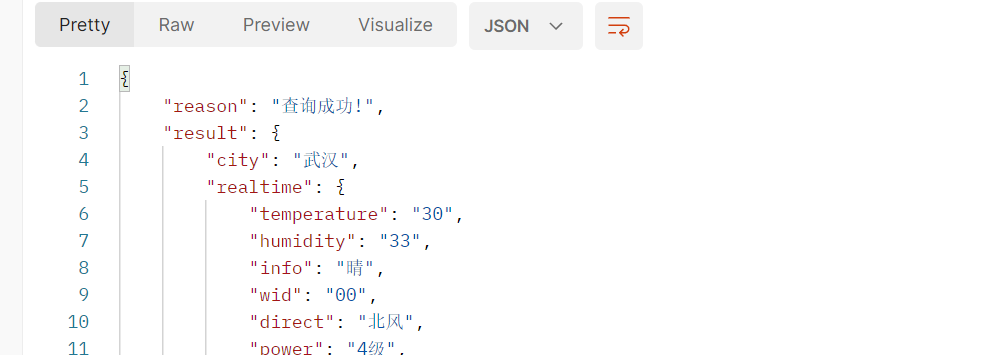 Pretty Raw Preview Visualize JSON
1 {
2 "reason": "查询成功!",
3 "result": {
4 "city": "武汉",
5 "realtime": {
6 "temperature": "30",
7 "humidity": "33",
8 "info": "晴",
9 "wid": "00",
10 "direct": "北风",
11 "power": "4级",